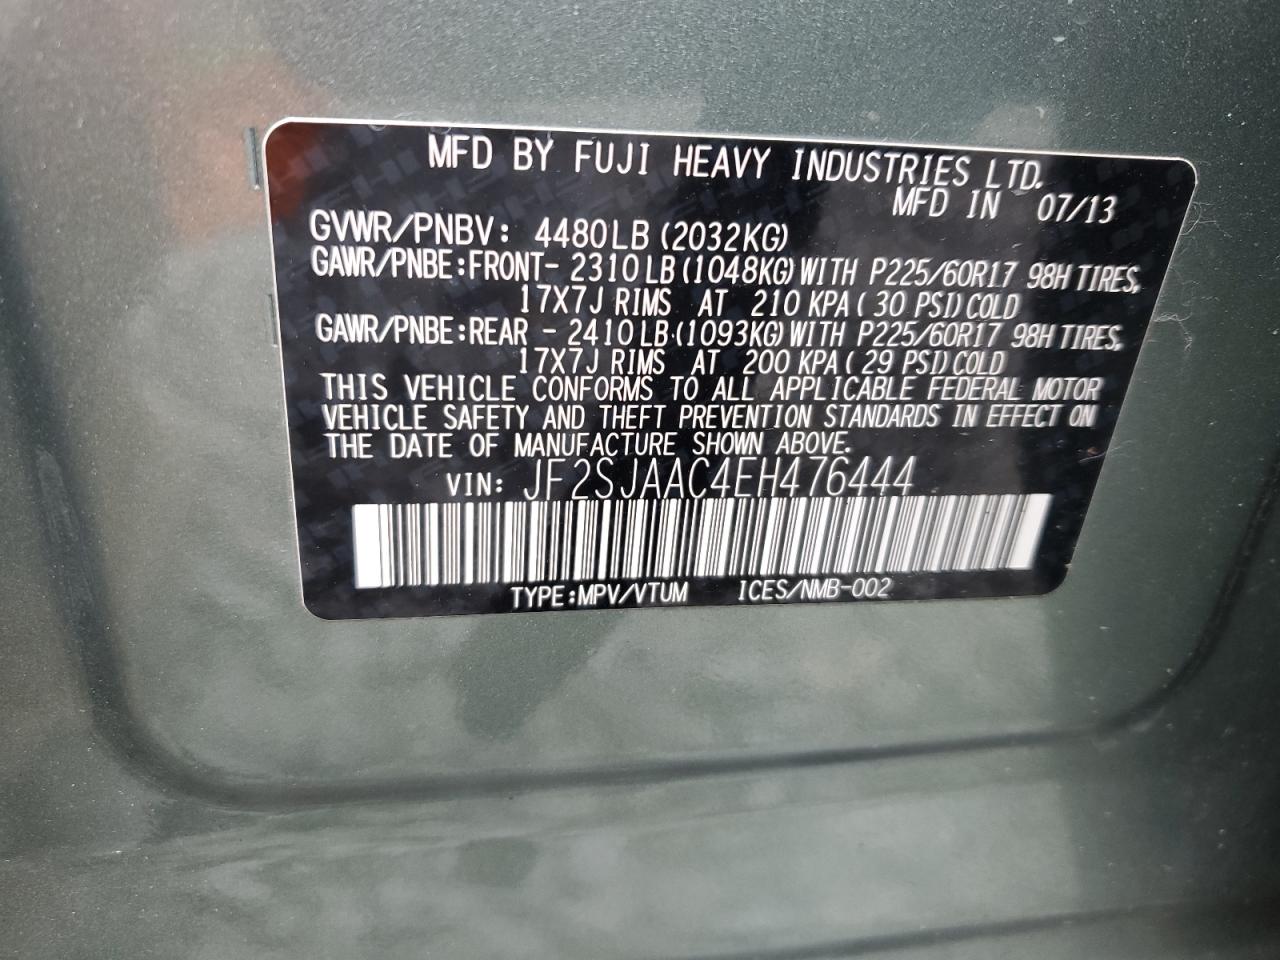 MFD BY FUJI HEAVY INDUSTRIES LTD.
MFD IN 07/13
GVWR/PNBV: 4480LB (2032KG)
GAWR/PNBE:FRONT- 2310LB (1048KG) WITH P225/60R17 98H TIRES,
17X7J RIMS AT 210 KPA ( 30 PSI) COLD
GAWR/PNBE:REAR - 2410LB (1093KG) WITH P225/60R17 98H TIRES,
17X7J RIMS AT 200 KPA ( 29 PSI) COLD
THIS VEHICLE CONFORMS TO ALL APPLICABLE FEDERAL MOTOR
VEHICLE SAFETY AND THEFT PREVENTION STANDARDS IN EFFECT ON
THE DATE OF MANUFACTURE SHOWN ABOVE.
VIN: JF2SJAAC4EH476444
TYPE:MPV/VTUM ICES/NMB-002